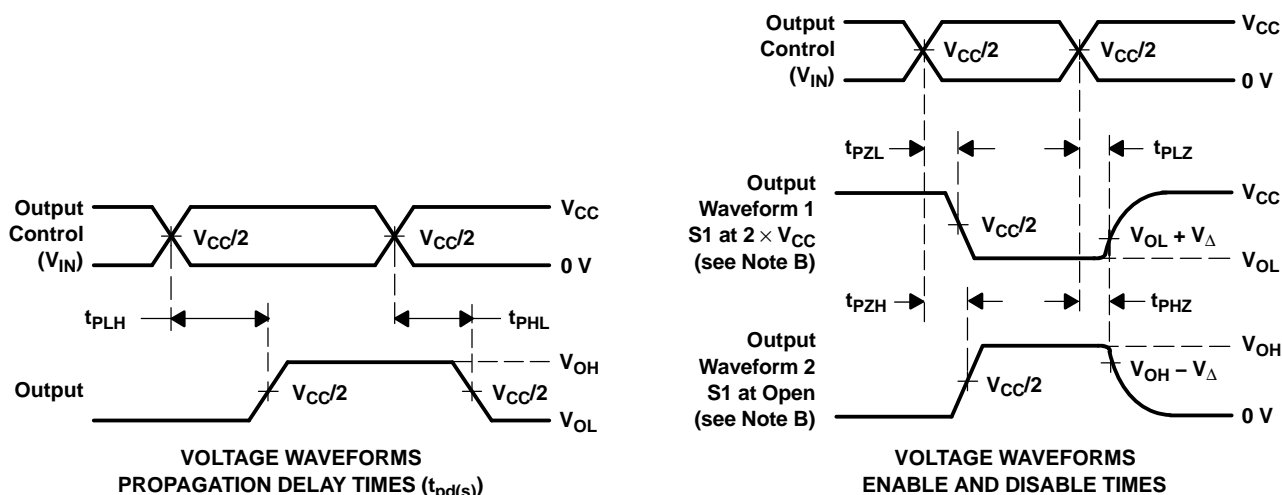 Output
Control
(VIN)
VCC
VCC/2
VCC/2
0 V
tPLH
tPHL
Output
VOH
VCC/2
VCC/2
VOL
VOLTAGE WAVEFORMS
PROPAGATION DELAY TIMES (tpd(s))
Output
Control
(VIN)
VCC
VCC/2
VCC/2
0 V
tPZL
tPLZ
Output
Waveform 1
S1 at 2 × VCC
(see Note B)
VCC
VCC/2
VOL + VΔ
VOL
tPZH
tPHZ
Output
Waveform 2
S1 at Open
(see Note B)
VOH
VCC/2
VOH − VΔ
0 V
VOLTAGE WAVEFORMS
ENABLE AND DISABLE TIMES